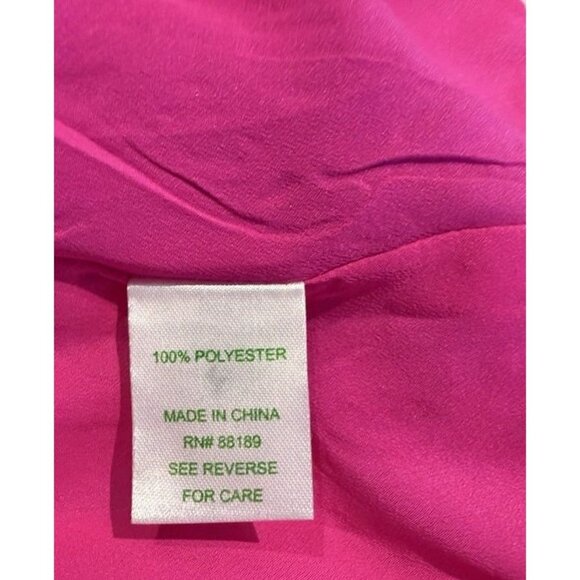 100% POLYESTER
MADE IN CHINA
RN# 88189
SEE REVERSE
FOR CARE